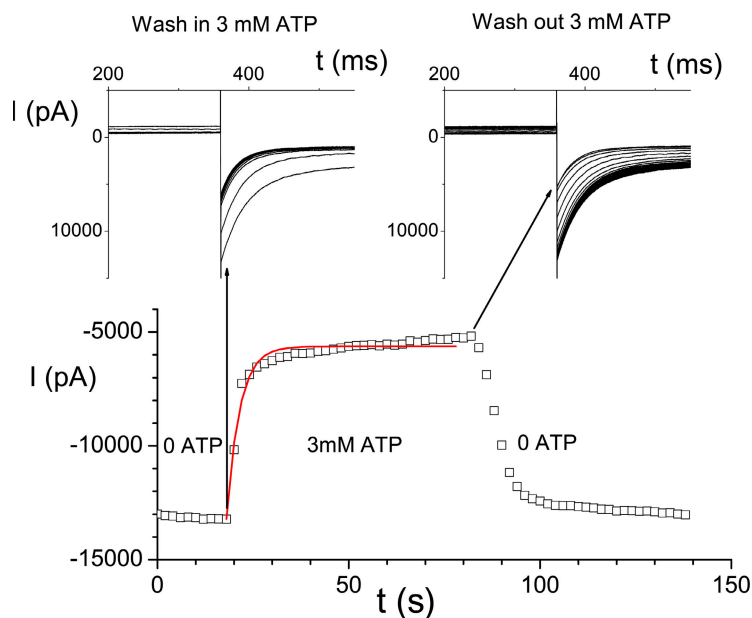 Wash in 3 mM ATP
Wash out 3 mM ATP
t (ms)
t (ms)
200
400
200
400
I (pA)
0
0
10000
10000
-5000
I (pA)
-10000
0 ATP
3mM ATP
0 ATP
-15000
0
50
100
150
t (s)